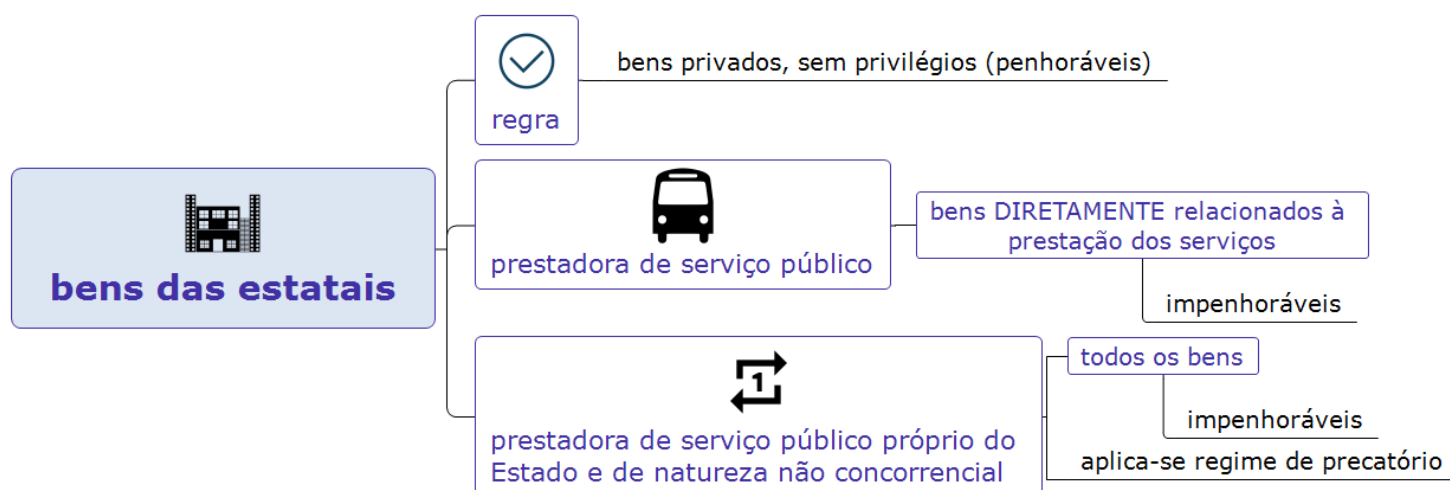 bens das estatais
regra
bens privados, sem privilégios (penhoráveis)
prestadora de serviço público
bens DIRETAMENTE relacionados à
prestação dos serviços
impenhoráveis
1
prestadora de serviço público próprio do
Estado e de natureza não concorrencial
todos os bens
impenhoráveis
aplica-se regime de precatório